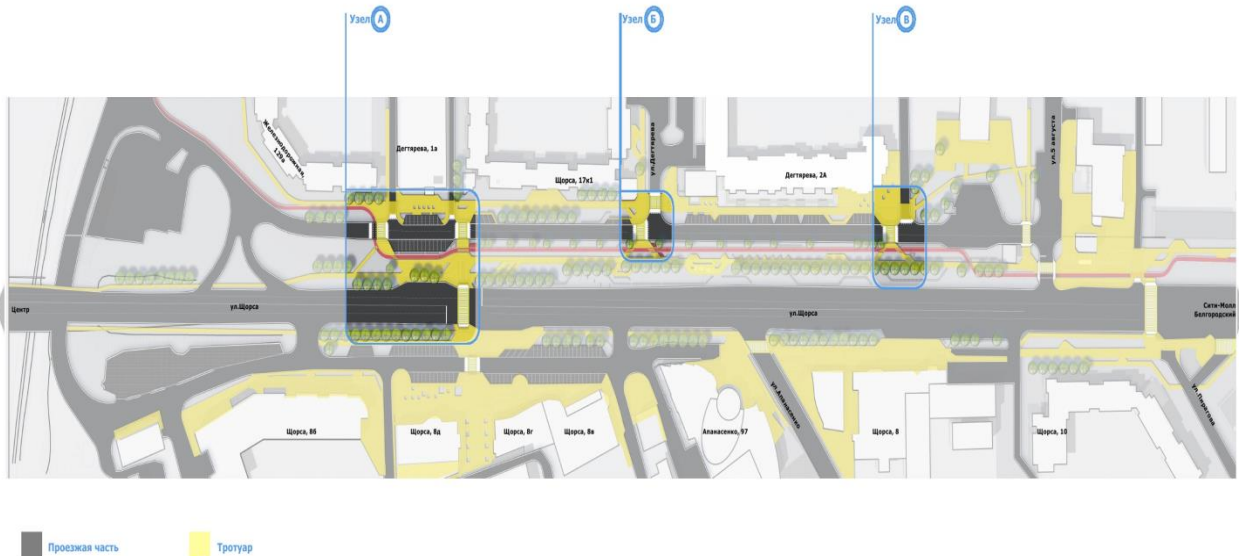 Узел А
Узел Б
Узел В
Железнодорожная, 129а
Дегтярева, 1а
Щорса, 17к1
ул.Дегтярева
Дегтярева, 2А
ул.5 августа
Центр
ул.Щорса
ул.Щорса
Сити-Молл
Белгородский
Щорса, 8б
Щорса, 8д
Щорса, 8г
Щорса, 8в
Апанасенко, 97
ул.Апанасенко
Щорса, 8
Щорса, 10
ул.Пирогова
Проезжая часть
Тротуар